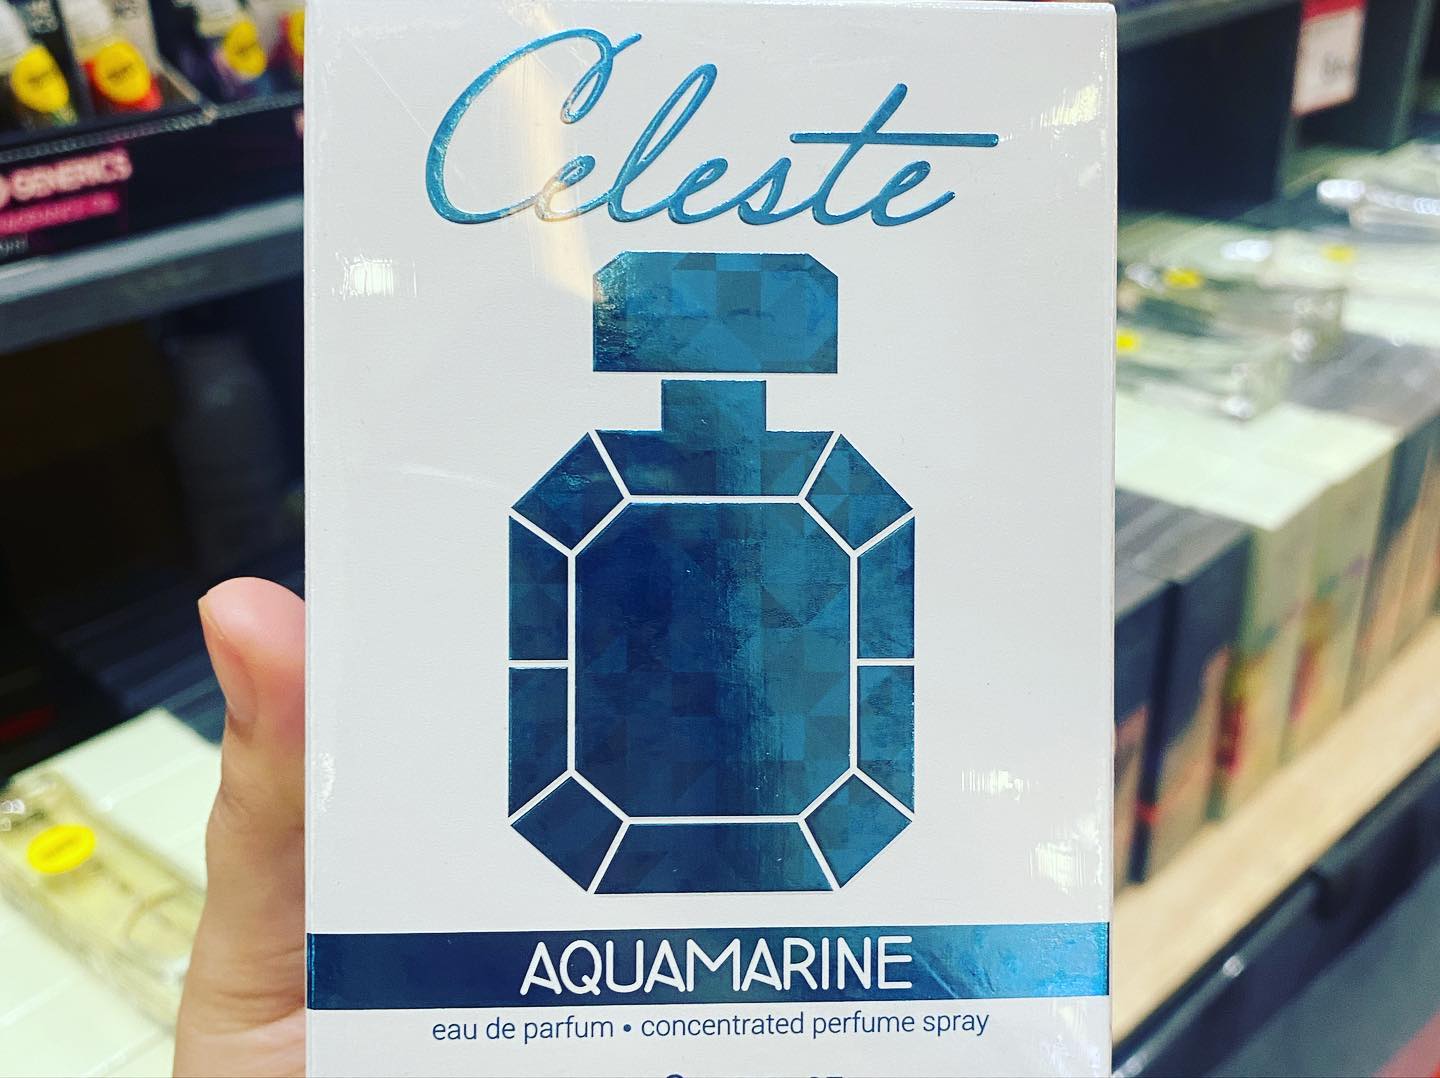 Celeste
AQUAMARINE
eau de parfum • concentrated perfume spray
GENERICS